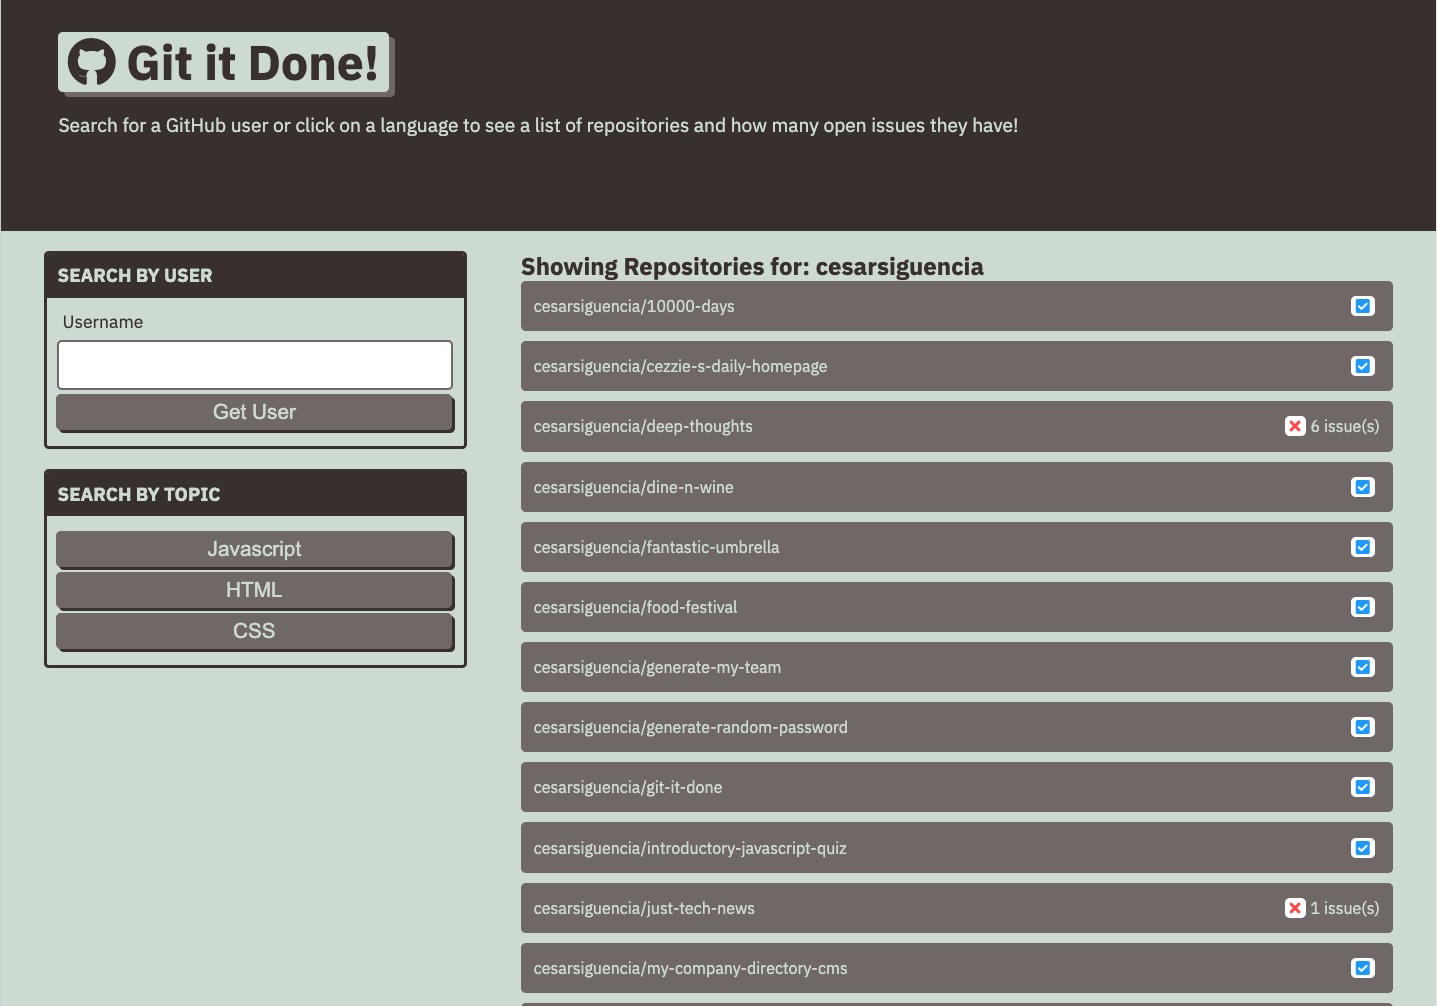 Git it Done!
Search for a GitHub user or click on a language to see a list of repositories and how many open issues they have!
SEARCH BY USER
Username
Get User
SEARCH BY TOPIC
Javascript
HTML
CSS
Showing Repositories for: cesarsiguencia
cesarsiguencia/10000-days
cesarsiguencia/cezzie-s-daily-homepage
cesarsiguencia/deep-thoughts 6 issue(s)
cesarsiguencia/dine-n-wine
cesarsiguencia/fantastic-umbrella
cesarsiguencia/food-festival
cesarsiguencia/generate-my-team
cesarsiguencia/generate-random-password
cesarsiguencia/git-it-done
cesarsiguencia/introductory-javascript-quiz
cesarsiguencia/just-tech-news 1 issue(s)
cesarsiguencia/my-company-directory-cms